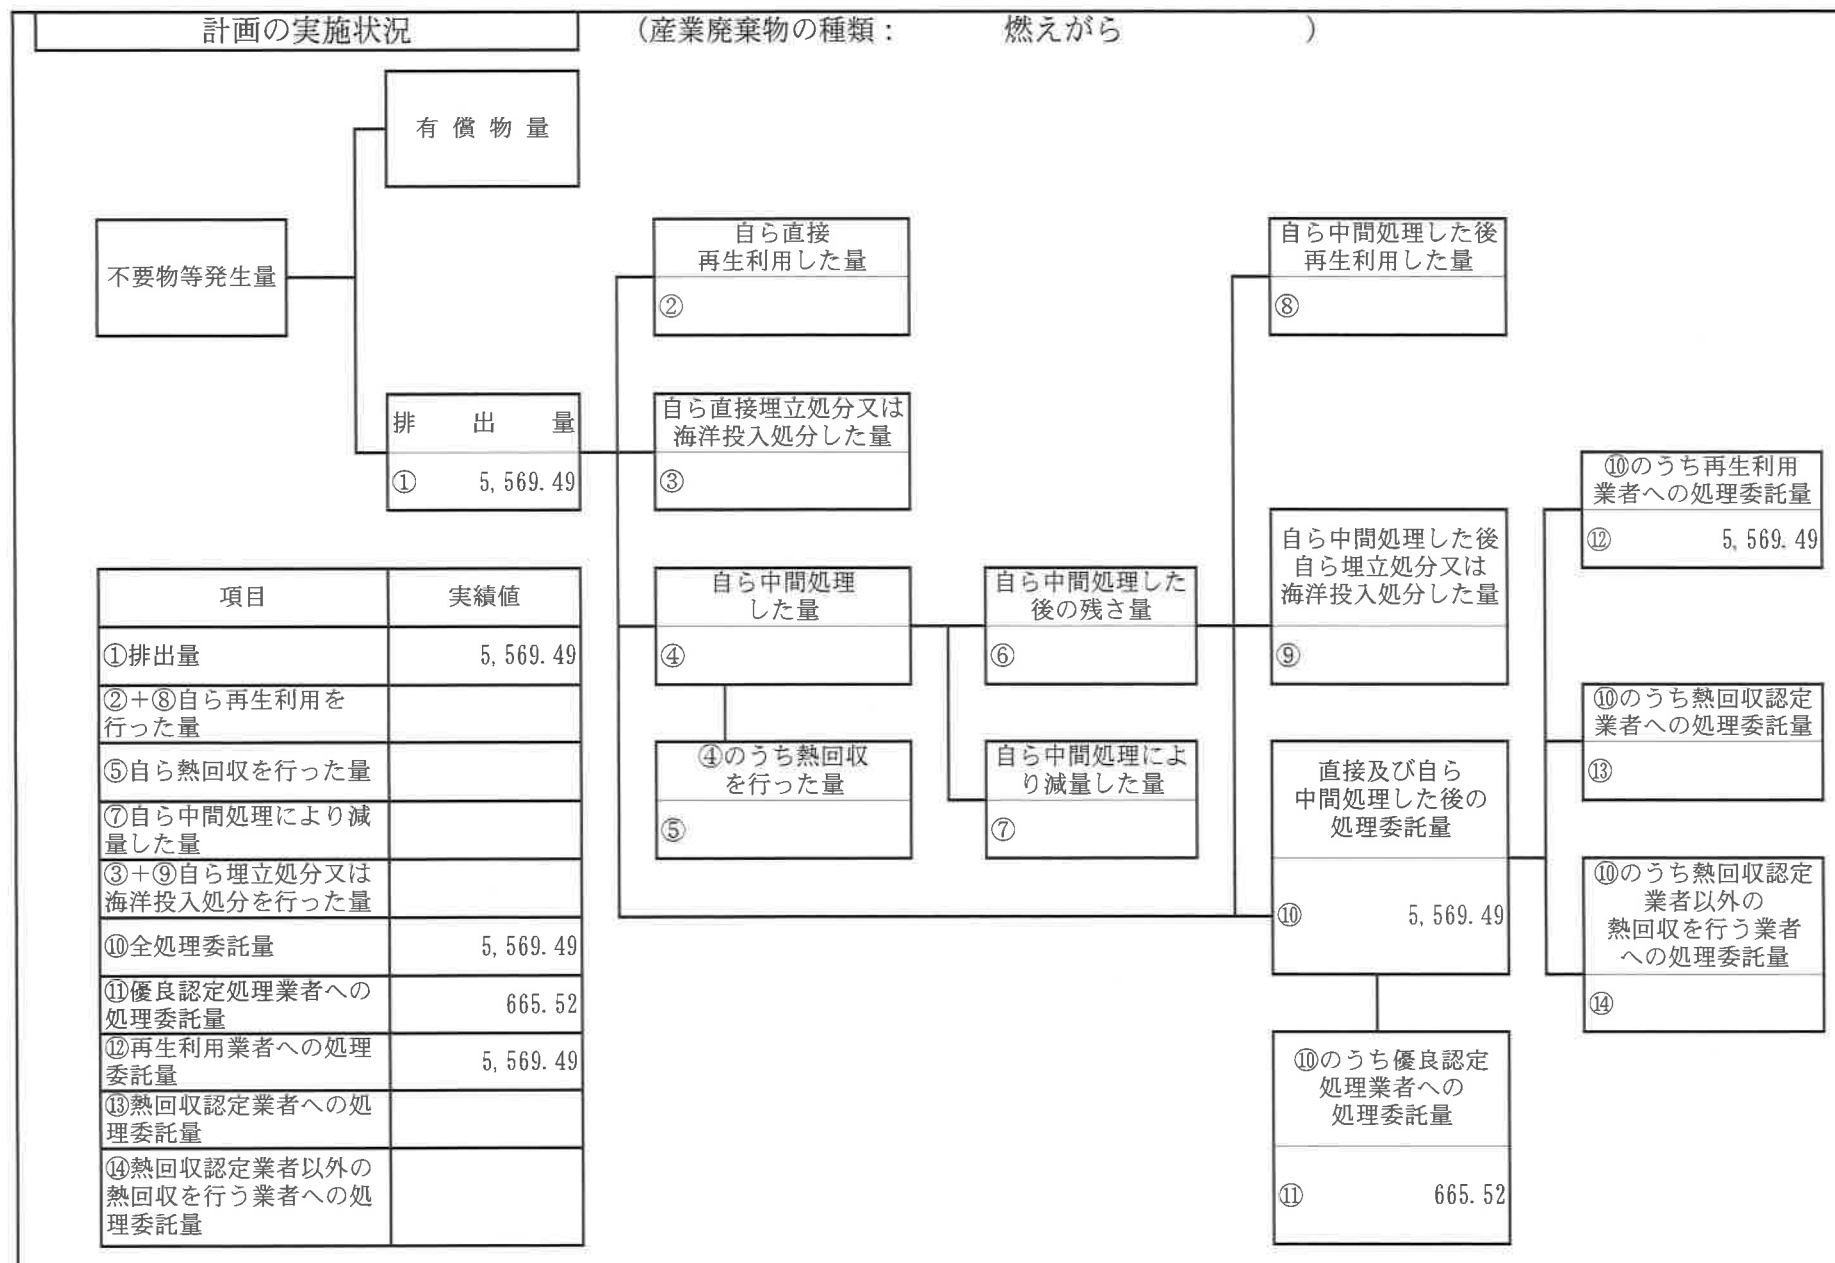 計画の実施状況
(産業廃棄物の種類: 燃えがら )
有償物量
不要物等発生量
排出量
① 5,569.49
自ら直接
再生利用した量
②
自ら直接埋立処分又は
海洋投入処分した量
③
自ら中間処理
した量
④
④のうち熱回収
を行った量
⑤
自ら中間処理した
後の残さ量
⑥
自ら中間処理によ
り減量した量
⑦
自ら中間処理した後
再生利用した量
⑧
自ら中間処理した後
自ら埋立処分又は
海洋投入処分した量
⑨
直接及び自ら
中間処理した後の
処理委託量
⑩ 5,569.49
⑩のうち優良認定
処理業者への
処理委託量
⑪ 665.52
⑩のうち再生利用
業者への処理委託量
⑫ 5,569.49
⑩のうち熱回収認定
業者への処理委託量
⑬
⑩のうち熱回収認定
業者以外の
熱回収を行う業者
への処理委託量
⑭
項目 実績値
①排出量 5,569.49
②+⑧自ら再生利用を
行った量
⑤自ら熱回収を行った量
⑦自ら中間処理により減
量した量
③+⑨自ら埋立処分又は
海洋投入処分を行った量
⑩全処理委託量 5,569.49
⑪優良認定処理業者への
処理委託量 665.52
⑫再生利用業者への処理
委託量 5,569.49
⑬熱回収認定業者への処
理委託量
⑭熱回収認定業者以外の
熱回収を行う業者への処
理委託量